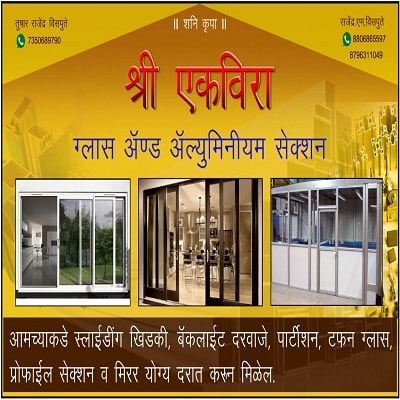 ॥ शनि कृपा ॥
तुषार राजेंद्र विसपुते
7350689790
राजेंद्र.एम.विसपुते
8806865597
8796311049
श्री एकविरा
ग्लास ॲण्ड ॲल्युमिनीयम सेक्शन
आमच्याकडे स्लाईडींग खिडकी, बॅकलाईट दरवाजे, पार्टीशन, टफन ग्लास,
प्रोफाईल सेक्शन व मिरर योग्य दरात करून मिळेल.